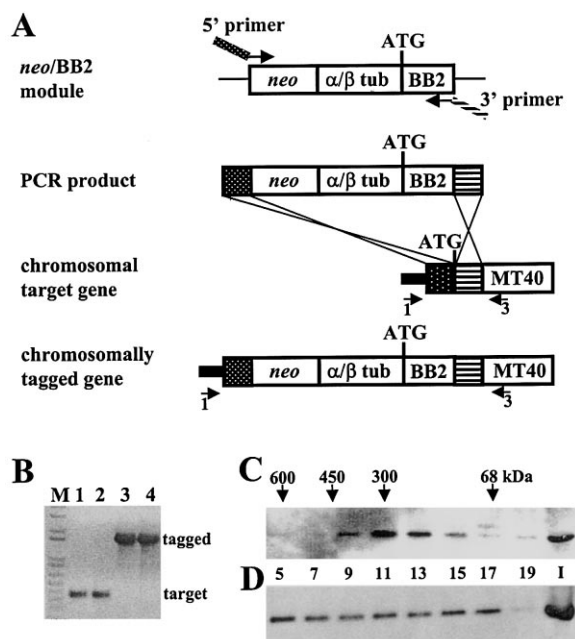 A
5' primer
ATG
neo/BB2
module
neo
α/β tub
BB2
3' primer
ATG
PCR product
neo
α/β tub
BB2
ATG
chromosomal
target gene
MT40
1
3
ATG
chromosomally
tagged gene
neo
α/β tub
BB2
MT40
1
3
B
M 1 2 3 4
tagged
target
C
600 450 300 68 kDa
5 7 9 11 13 15 17 19 I
D